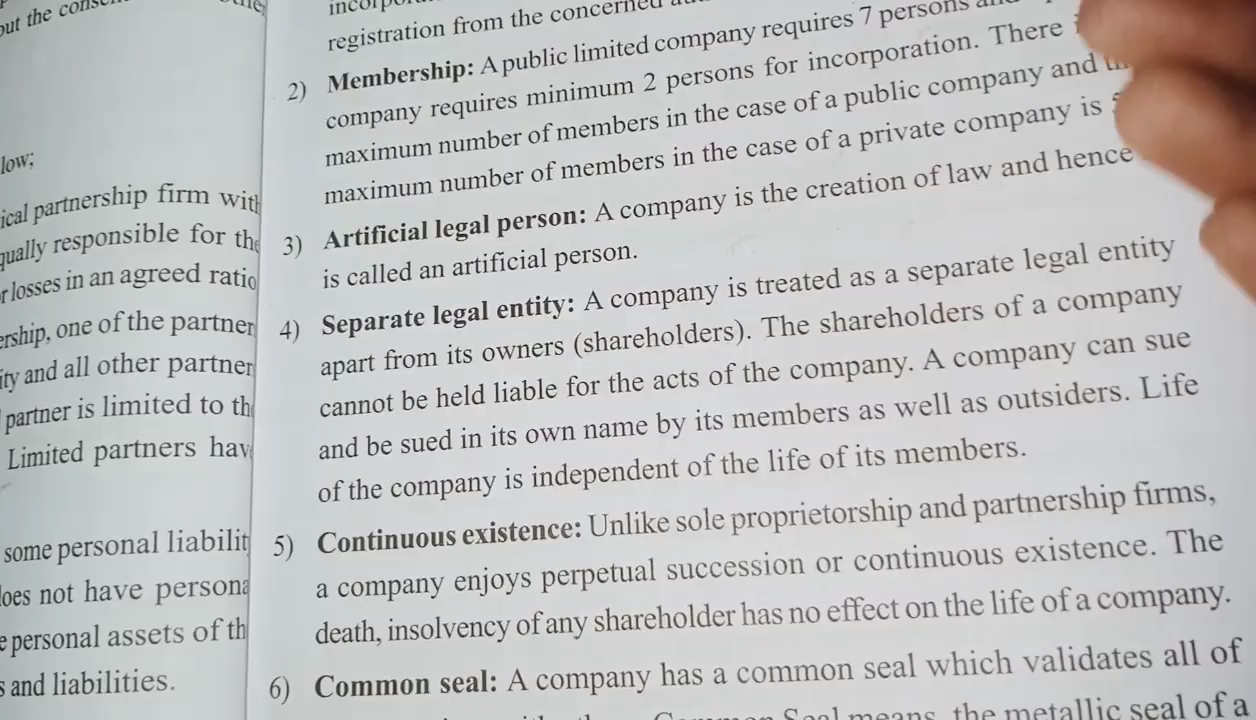 out the
low;
ical partnership firm with
qually responsible for the
r losses in an agreed ratio
ership, one of the partner
ity and all other partner
partner is limited to th
Limited partners hav
some personal liabilit
loes not have persona
e personal assets of th
s and liabilities.
registration from the concerned
2) Membership: A public limited company requires 7 persons
company requires minimum 2 persons for incorporation. There
maximum number of members in the case of a public company and
maximum number of members in the case of a private company is
3) Artificial legal person: A company is the creation of law and hence
is called an artificial person.
4) Separate legal entity: A company is treated as a separate legal entity
apart from its owners (shareholders). The shareholders of a company
cannot be held liable for the acts of the company. A company can sue
and be sued in its own name by its members as well as outsiders. Life
of the company is independent of the life of its members.
5) Continuous existence: Unlike sole proprietorship and partnership firms,
a company enjoys perpetual succession or continuous existence. The
death, insolvency of any shareholder has no effect on the life of a company.
6) Common seal: A company has a common seal which validates all of
Common Seal means, the metallic seal of a